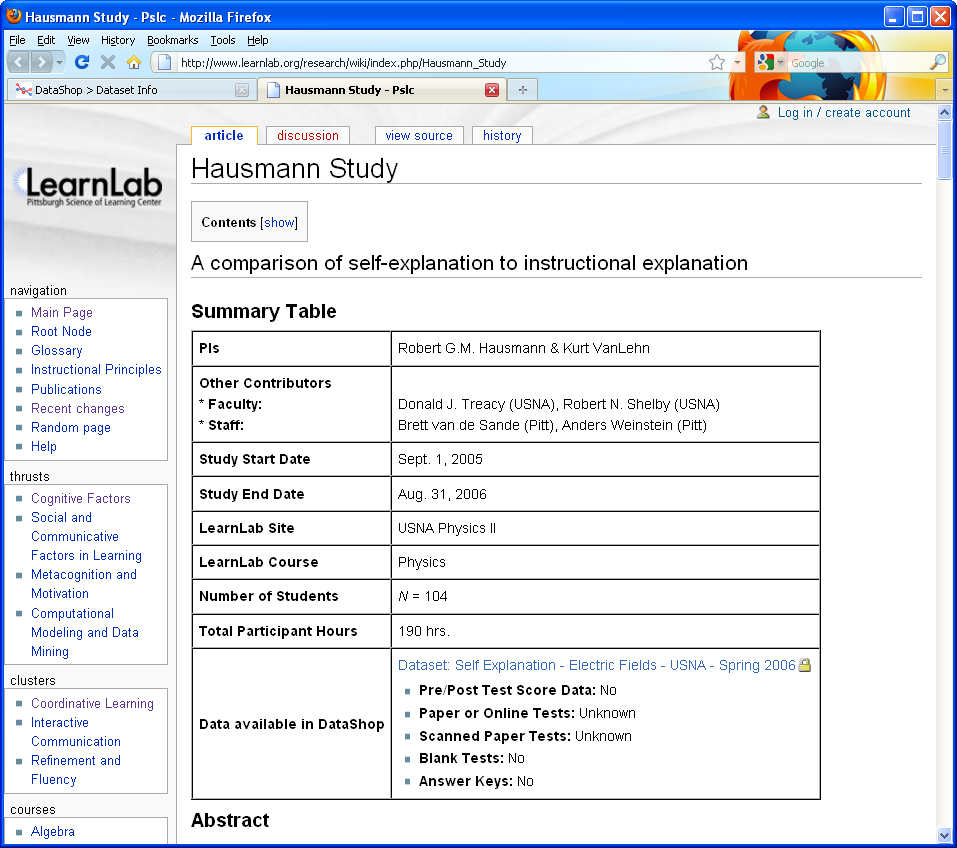 Hausmann Study - Pslc - Mozilla Firefox
File Edit View History Bookmarks Tools Help
http://www.learnlab.org/research/wiki/index.php/Hausmann_Study
Google
DataShop > Dataset Info
Hausmann Study - Pslc
Log in / create account
article discussion view source history
LearnLab
Pittsburgh Science of Learning Center
navigation
Main Page
Root Node
Glossary
Instructional Principles
Publications
Recent changes
Random page
Help
thrusts
Cognitive Factors
Social and
Communicative
Factors in Learning
Metacognition and
Motivation
Computational
Modeling and Data
Mining
clusters
Coordinative Learning
Interactive
Communication
Refinement and
Fluency
courses
Algebra
Hausmann Study
Contents [show]
A comparison of self-explanation to instructional explanation
Summary Table
PIs Robert G.M. Hausmann & Kurt VanLehn
Other Contributors
* Faculty: Donald J. Treacy (USNA), Robert N. Shelby (USNA)
* Staff: Brett van de Sande (Pitt), Anders Weinstein (Pitt)
Study Start Date Sept. 1, 2005
Study End Date Aug. 31, 2006
LearnLab Site USNA Physics II
LearnLab Course Physics
Number of Students N = 104
Total Participant Hours 190 hrs.
Data available in DataShop
Dataset: Self Explanation - Electric Fields - USNA - Spring 2006
Pre/Post Test Score Data: No
Paper or Online Tests: Unknown
Scanned Paper Tests: Unknown
Blank Tests: No
Answer Keys: No
Abstract